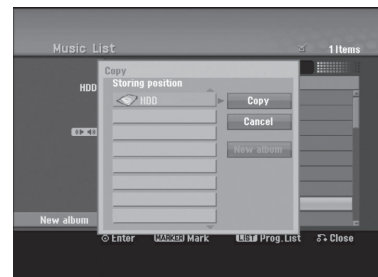 Music List
1 Items
Copy
HDD
Storing position
HDD
Copy
Cancel
New album
New album
Enter MARKER Mark LIST Prog. List Close